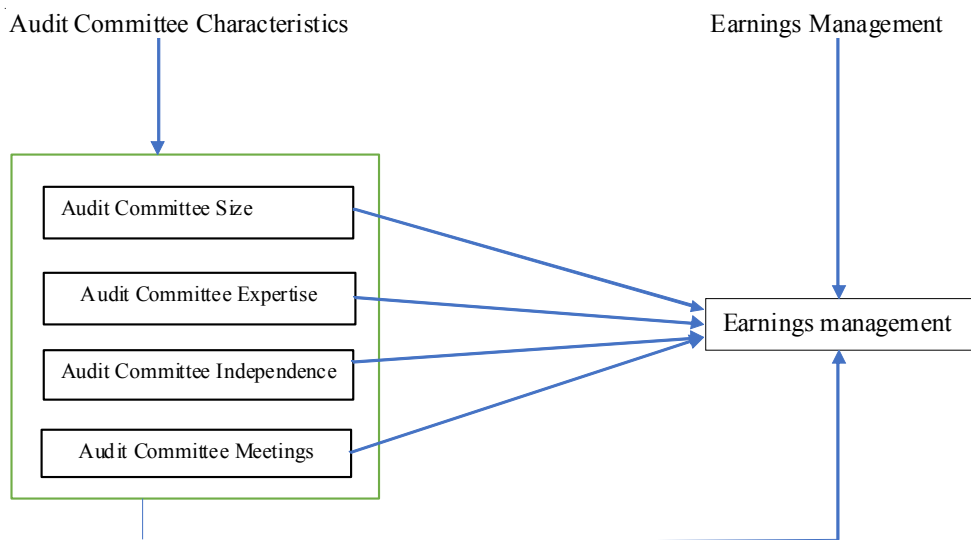 Audit Committee Characteristics
Earnings Management
Audit Committee Size
Audit Committee Expertise
Audit Committee Independence
Audit Committee Meetings
Earnings management